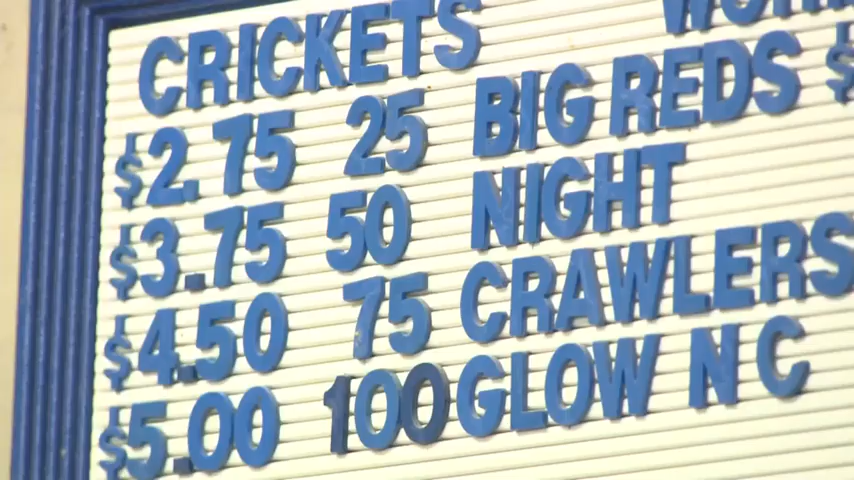 CRICKETS
$2.75 25 BIG REDS $
$3.75 50 NIGHT
$4.50 75 CRAWLERS
$5.00 100 GLOW N C